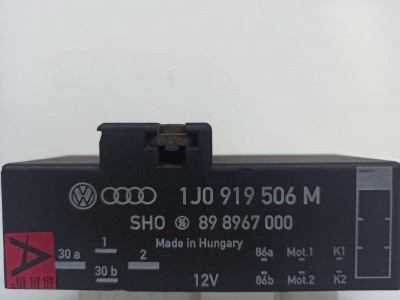 1J0 919 506 M
SHO 89 8967 000
Made in Hungary
A
30 a 1 2 86a Mot.1 K1
30 b 12V 86b Mot.2 K2